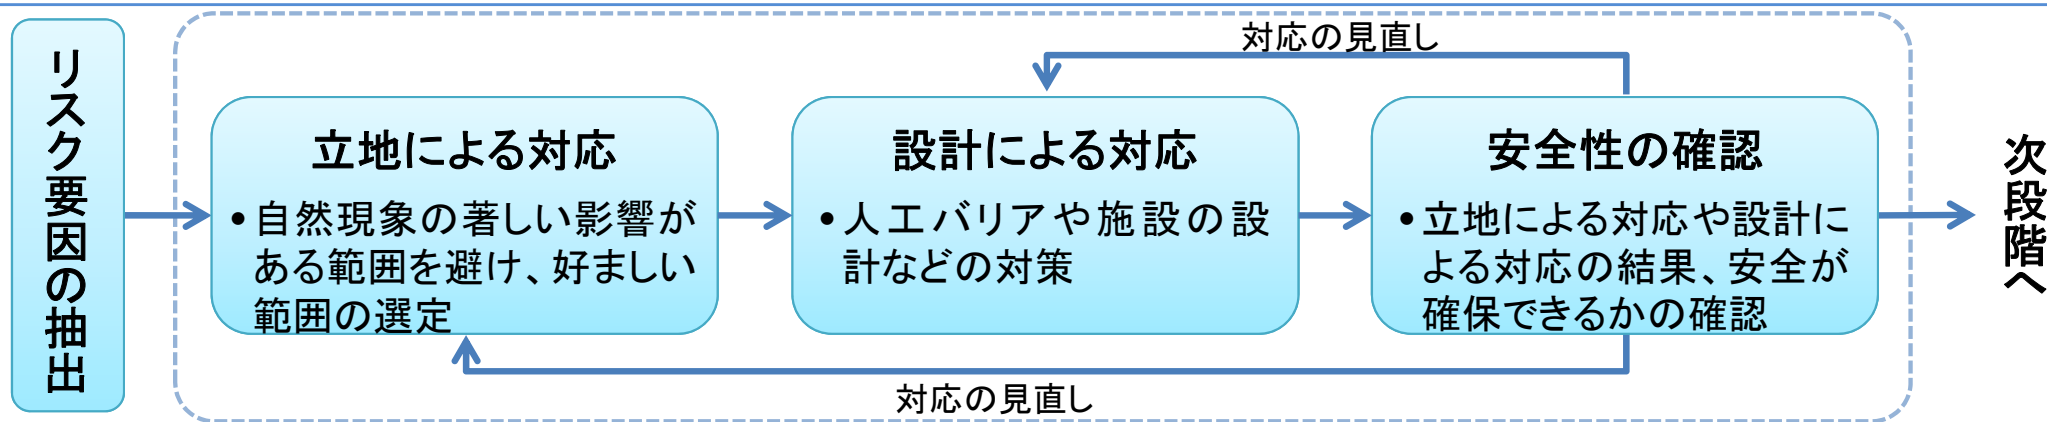 リスク要因の抽出
対応の見直し
立地による対応
•自然現象の著しい影響が
ある範囲を避け、好ましい
範囲の選定
設計による対応
•人工バリアや施設の設
計などの対策
安全性の確認
•立地による対応や設計に
よる対応の結果、安全が
確保できるかの確認
次段階へ
対応の見直し